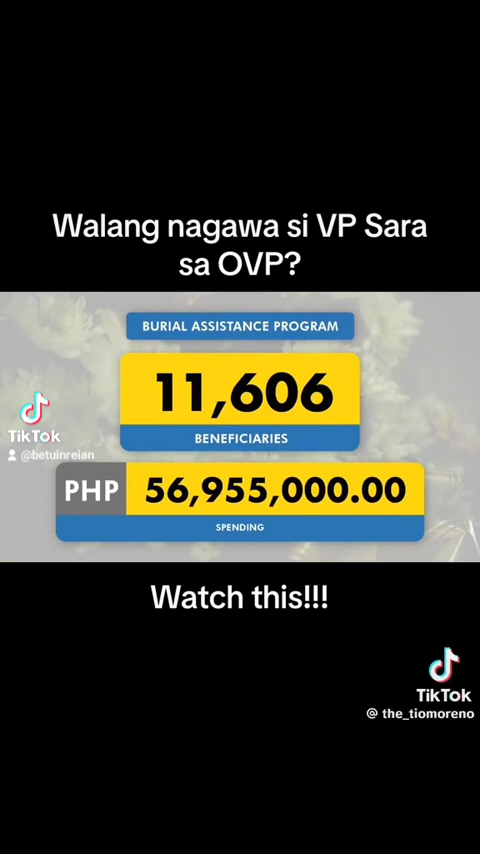 Walang nagawa si VP Sara
sa OVP?
BURIAL ASSISTANCE PROGRAM
11,606
BENEFICIARIES
TikTok
@betuinreian
PHP 56,955,000.00
SPENDING
Watch this!!!
TikTok
@ the_tiomoreno